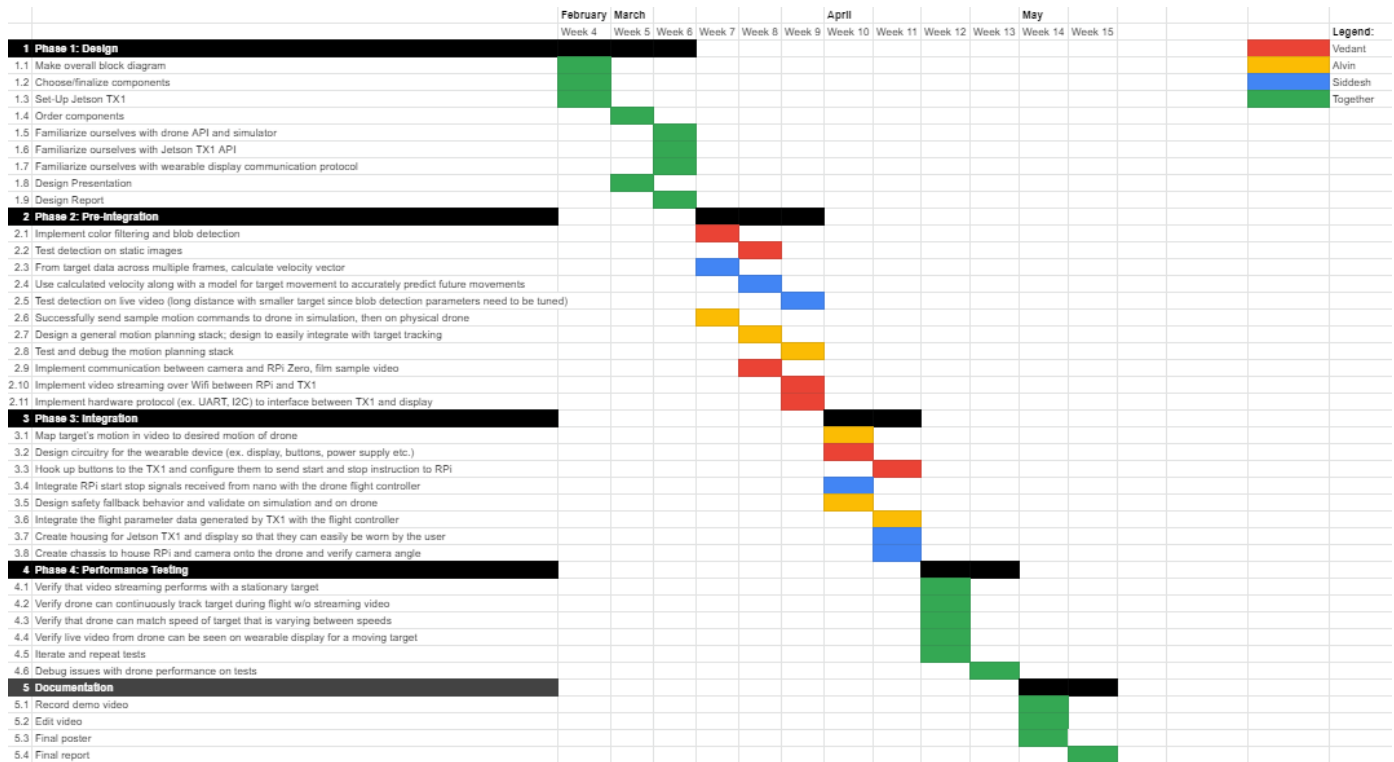 February March April May
Week 4 Week 5 Week 6 Week 7 Week 8 Week 9 Week 10 Week 11 Week 12 Week 13 Week 14 Week 15 Legend:
1 Phase 1: Design Vedant
1.1 Make overall block diagram Alvin
1.2 Choose/finalize components Siddesh
1.3 Set-Up Jetson TX1 Together
1.4 Order components
1.5 Familiarize ourselves with drone API and simulator
1.6 Familiarize ourselves with Jetson TX1 API
1.7 Familiarize ourselves with wearable display communication protocol
1.8 Design Presentation
1.9 Design Report
2 Phase 2: Pre-Integration
2.1 Implement color filtering and blob detection
2.2 Test detection on static images
2.3 From target data across multiple frames, calculate velocity vector
2.4 Use calculated velocity along with a model for target movement to accurately predict future movements
2.5 Test detection on live video (long distance with smaller target since blob detection parameters need to be tuned)
2.6 Successfully send sample motion commands to drone in simulation, then on physical drone
2.7 Design a general motion planning stack; design to easily integrate with target tracking
2.8 Test and debug the motion planning stack
2.9 Implement communication between camera and RPi Zero, film sample video
2.10 Implement video streaming over Wifi between RPi and TX1
2.11 Implement hardware protocol (ex. UART, I2C) to interface between TX1 and display
3 Phase 3: Integration
3.1 Map target's motion in video to desired motion of drone
3.2 Design circuitry for the wearable device (ex. display, buttons, power supply etc.)
3.3 Hook up buttons to the TX1 and configure them to send start and stop instruction to RPi
3.4 Integrate RPi start stop signals received from nano with the drone flight controller
3.5 Design safety fallback behavior and validate on simulation and on drone
3.6 Integrate the flight parameter data generated by TX1 with the flight controller
3.7 Create housing for Jetson TX1 and display so that they can easily be worn by the user
3.8 Create chassis to house RPi and camera onto the drone and verify camera angle
4 Phase 4: Performance Testing
4.1 Verify that video streaming performs with a stationary target
4.2 Verify drone can continuously track target during flight w/o streaming video
4.3 Verify that drone can match speed of target that is varying between speeds
4.4 Verify live video from drone can be seen on wearable display for a moving target
4.5 Iterate and repeat tests
4.6 Debug issues with drone performance on tests
5 Documentation
5.1 Record demo video
5.2 Edit video
5.3 Final poster
5.4 Final report